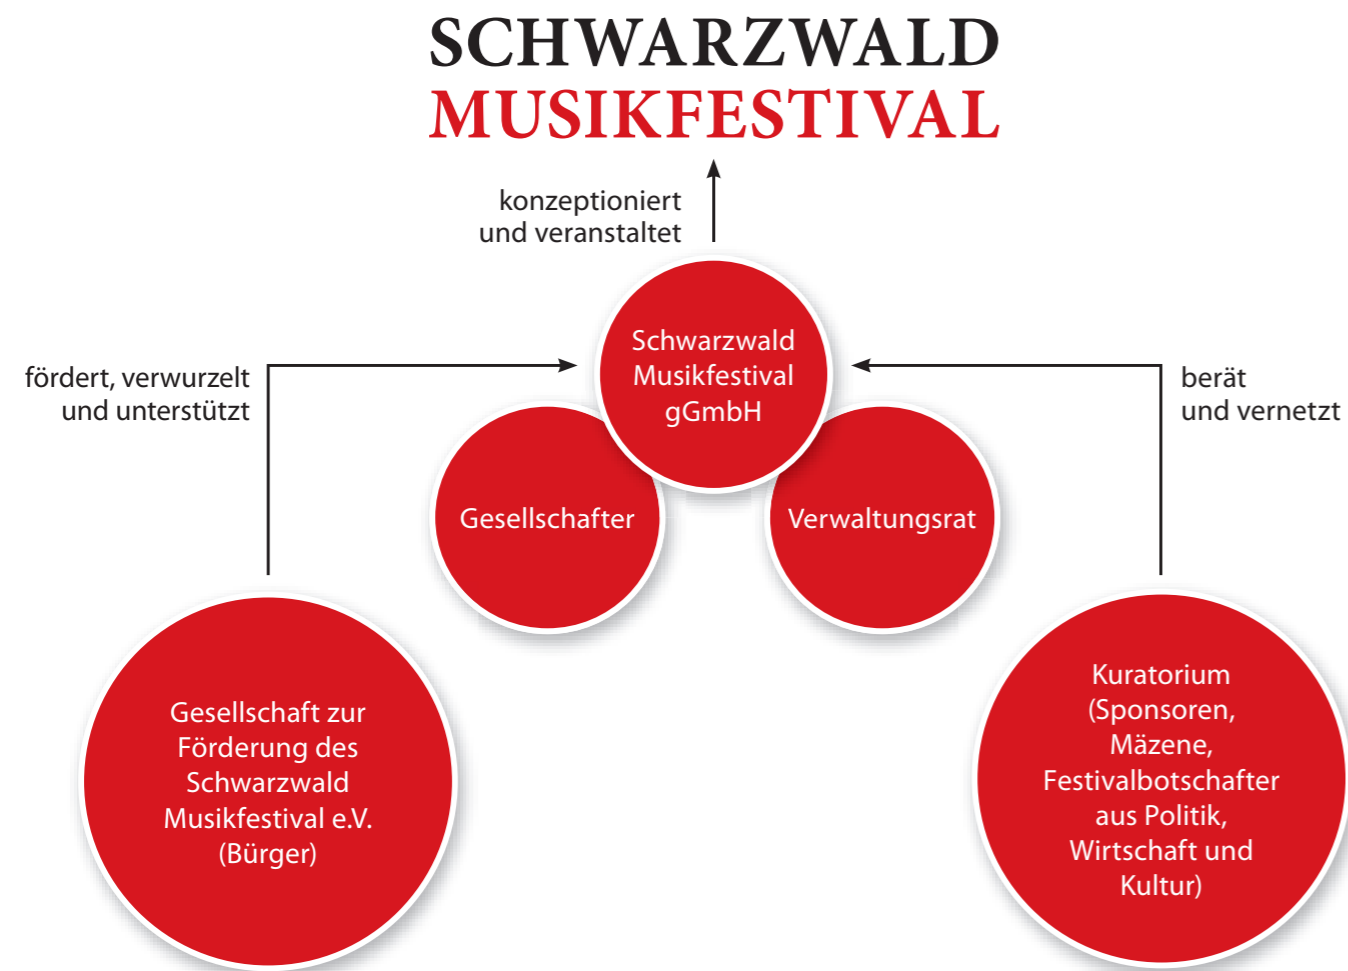 SCHWARZWALD
MUSIKFESTIVAL
konzeptioniert
und veranstaltet
Schwarzwald
Musikfestival
gGmbH
fördert, verwurzelt
und unterstützt
berät
und vernetzt
Gesellschafter
Verwaltungsrat
Gesellschaft zur
Förderung des
Schwarzwald
Musikfestival e.V.
(Bürger)
Kuratorium
(Sponsoren,
Mäzene,
Festivalbotschafter
aus Politik,
Wirtschaft und
Kultur)